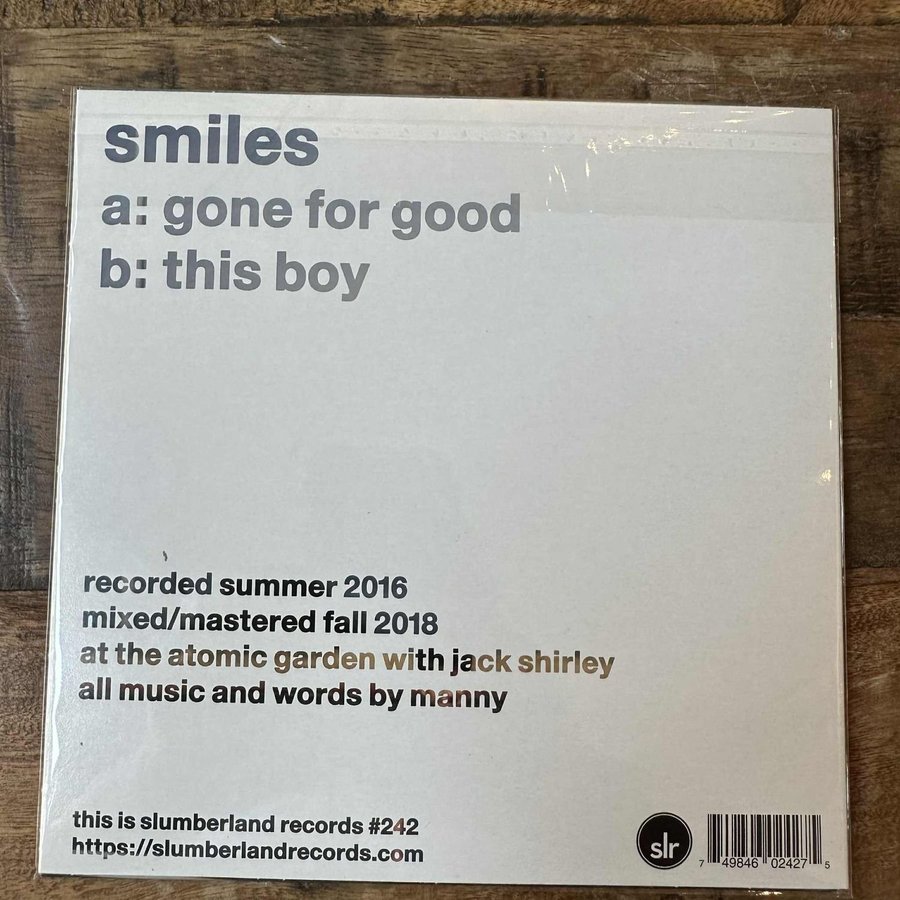 smiles
a: gone for good
b: this boy
recorded summer 2016
mixed/mastered fall 2018
at the atomic garden with jack shirley
all music and words by manny
this is slumberland records #242
https://slumberlandrecords.com
slr
7 49846 02427 5